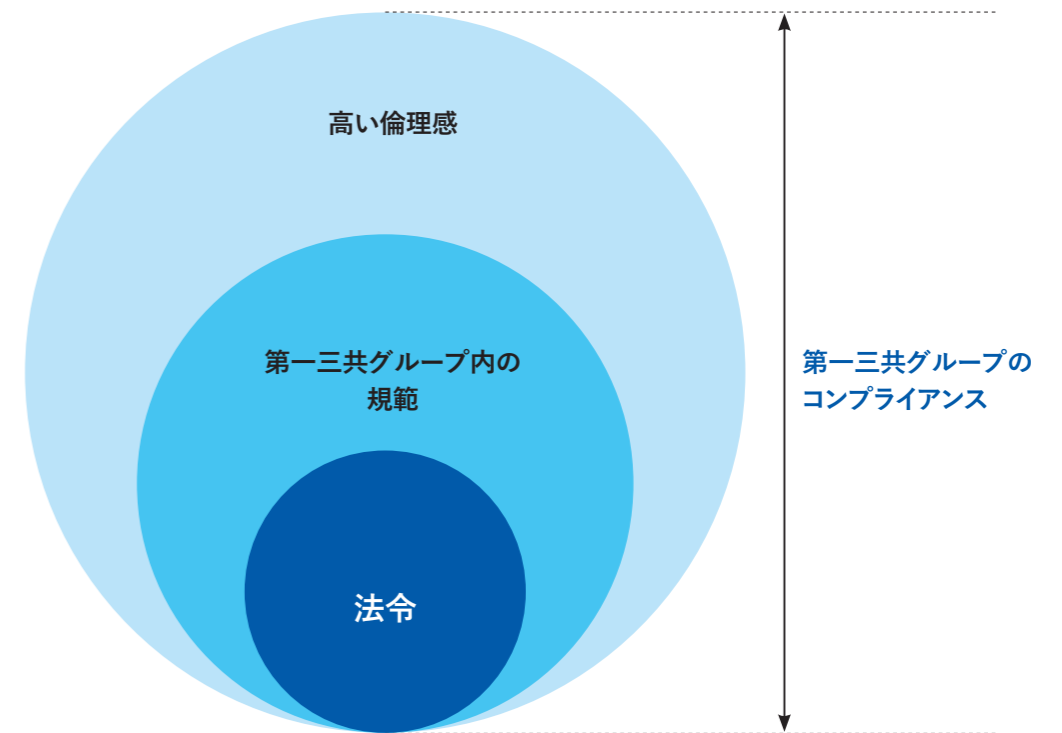 高い倫理感
第一三共グループ内の
規範
第一三共グループの
コンプライアンス
法令